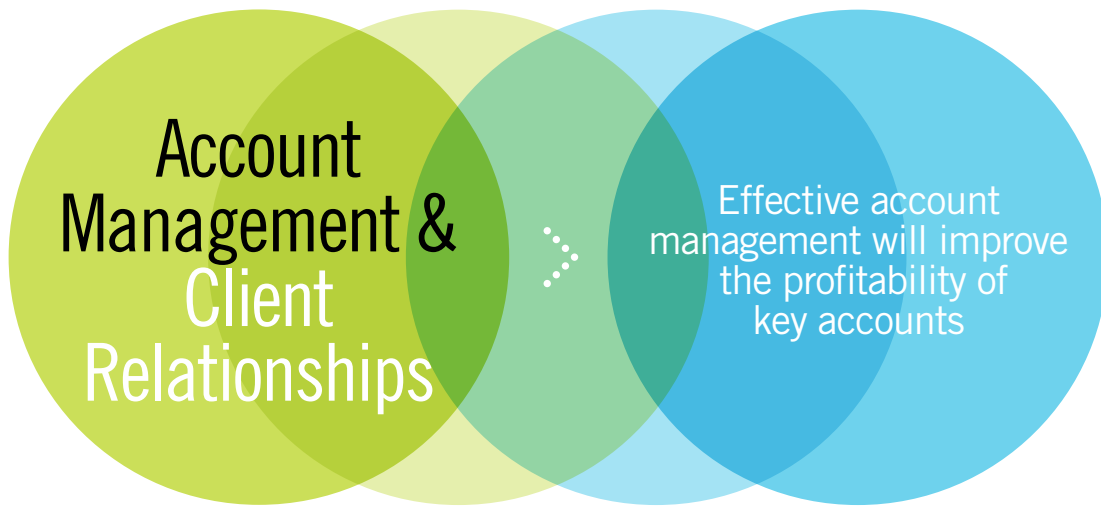 Account
Management &
Client
Relationships
Effective account
management will improve
the profitability of
key accounts